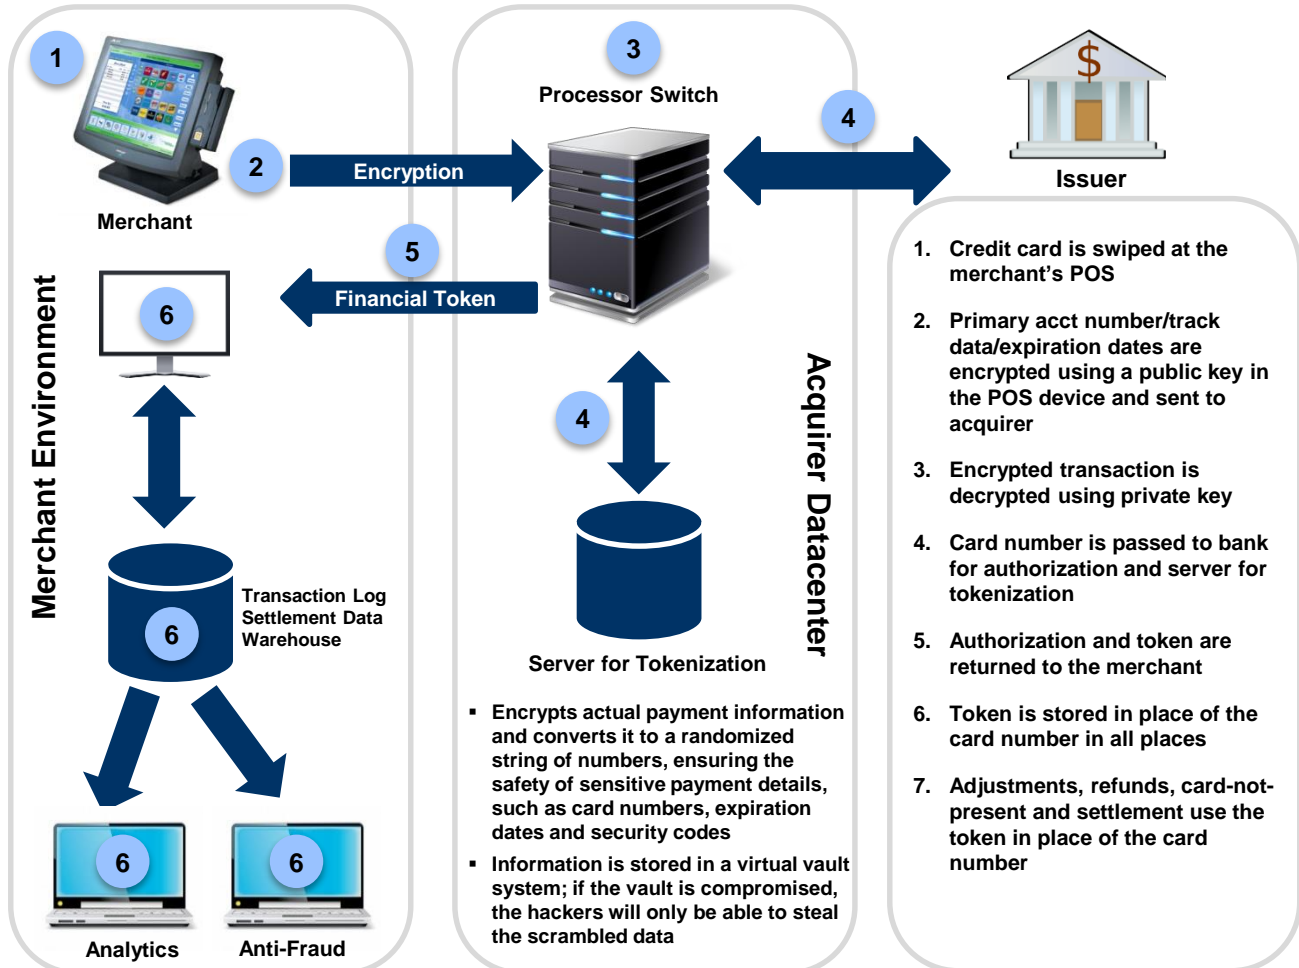 1
Merchant
2
Encryption
3
Processor Switch
4
$
Issuer
5
Financial Token
Merchant Environment
6
6
Transaction Log
Settlement Data
Warehouse
6
Analytics
6
Anti-Fraud
Acquirer Datacenter
4
Server for Tokenization
▪ Encrypts actual payment information
and converts it to a randomized
string of numbers, ensuring the
safety of sensitive payment details,
such as card numbers, expiration
dates and security codes
▪ Information is stored in a virtual vault
system; if the vault is compromised,
the hackers will only be able to steal
the scrambled data
1. Credit card is swiped at the
merchant’s POS
2. Primary acct number/track
data/expiration dates are
encrypted using a public key in
the POS device and sent to
acquirer
3. Encrypted transaction is
decrypted using private key
4. Card number is passed to bank
for authorization and server for
tokenization
5. Authorization and token are
returned to the merchant
6. Token is stored in place of the
card number in all places
7. Adjustments, refunds, card-not-
present and settlement use the
token in place of the card
number